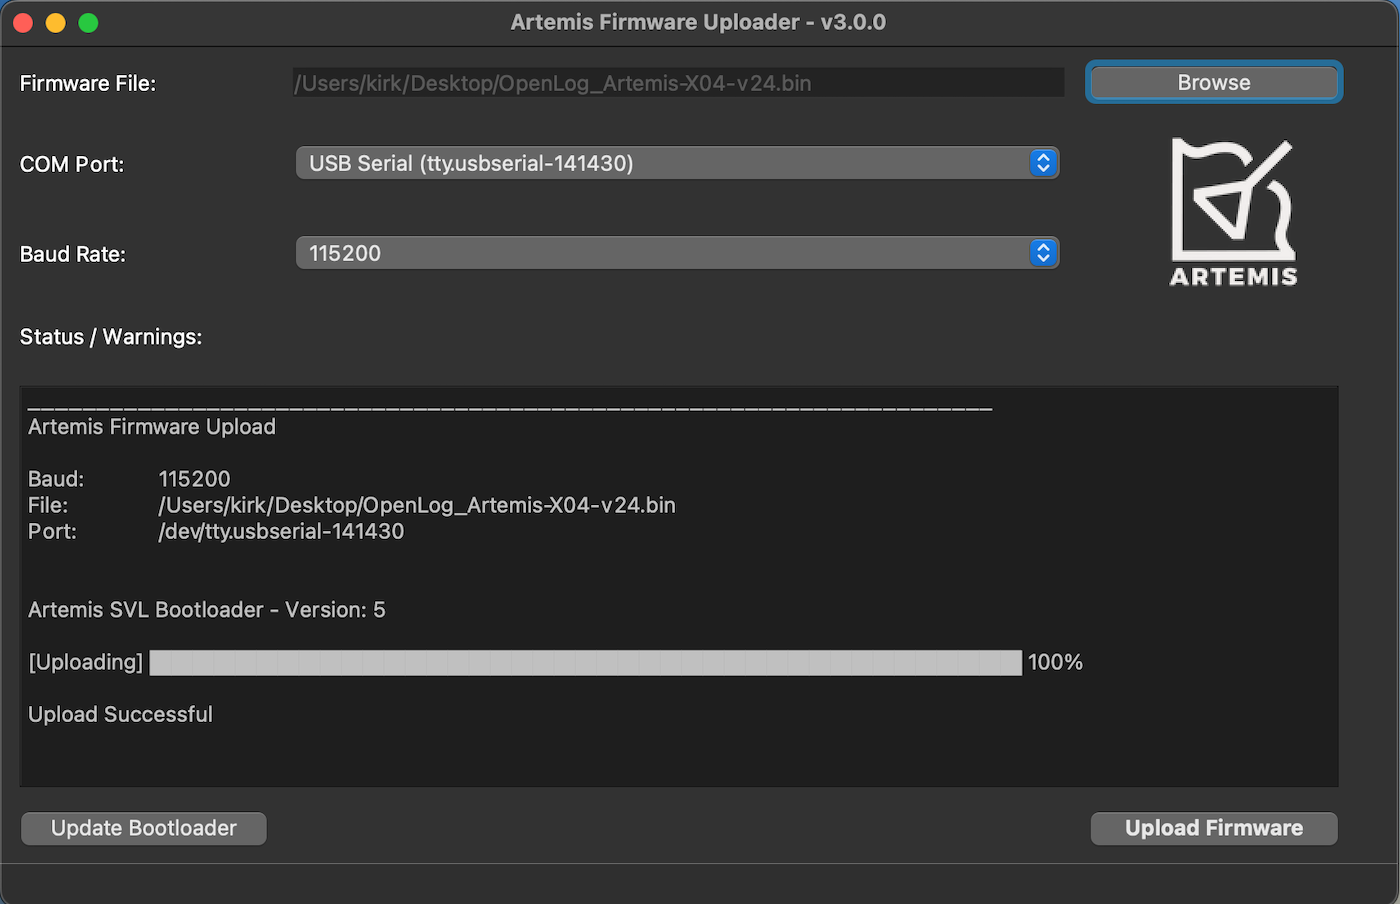 Artemis Firmware Uploader - v3.0.0
Firmware File: /Users/kirk/Desktop/OpenLog_Artemis-X04-v24.bin Browse
COM Port: USB Serial (tty.usbserial-141430)
ARTEMIS
Baud Rate: 115200
Status / Warnings:
Artemis Firmware Upload
Baud: 115200
File: /Users/kirk/Desktop/OpenLog_Artemis-X04-v24.bin
Port: /dev/tty.usbserial-141430
Artemis SVL Bootloader - Version: 5
[Uploading] 100%
Upload Successful
Update Bootloader Upload Firmware